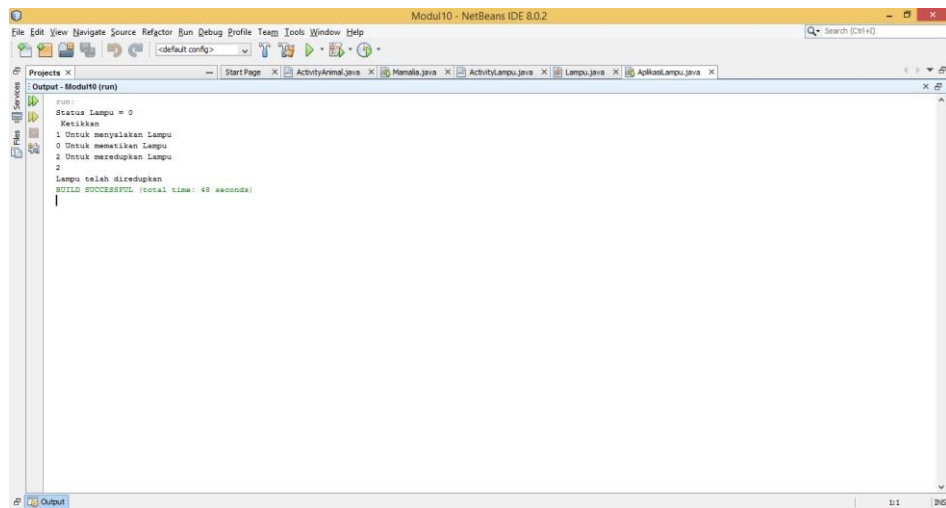 Modul10 - NetBeans IDE 8.0.2
File Edit View Navigate Source Refactor Run Debug Profile Team Tools Window Help
Search (Ctrl+I)
<default config>
Projects
Start Page ActivityAnimal.java Mamalia.java ActivityLampu.java Lampu.java AplikasiLampu.java
Services
Files
Output - Modul10 (run)
run:
Status Lampu = 0
Ketikkan
1 Untuk menyalakan Lampu
0 Untuk mematikan Lampu
2 Untuk meredupkan Lampu
2
Lampu telah diredupkan
BUILD SUCCESSFUL (total time: 48 seconds)
Output
1:1 INS